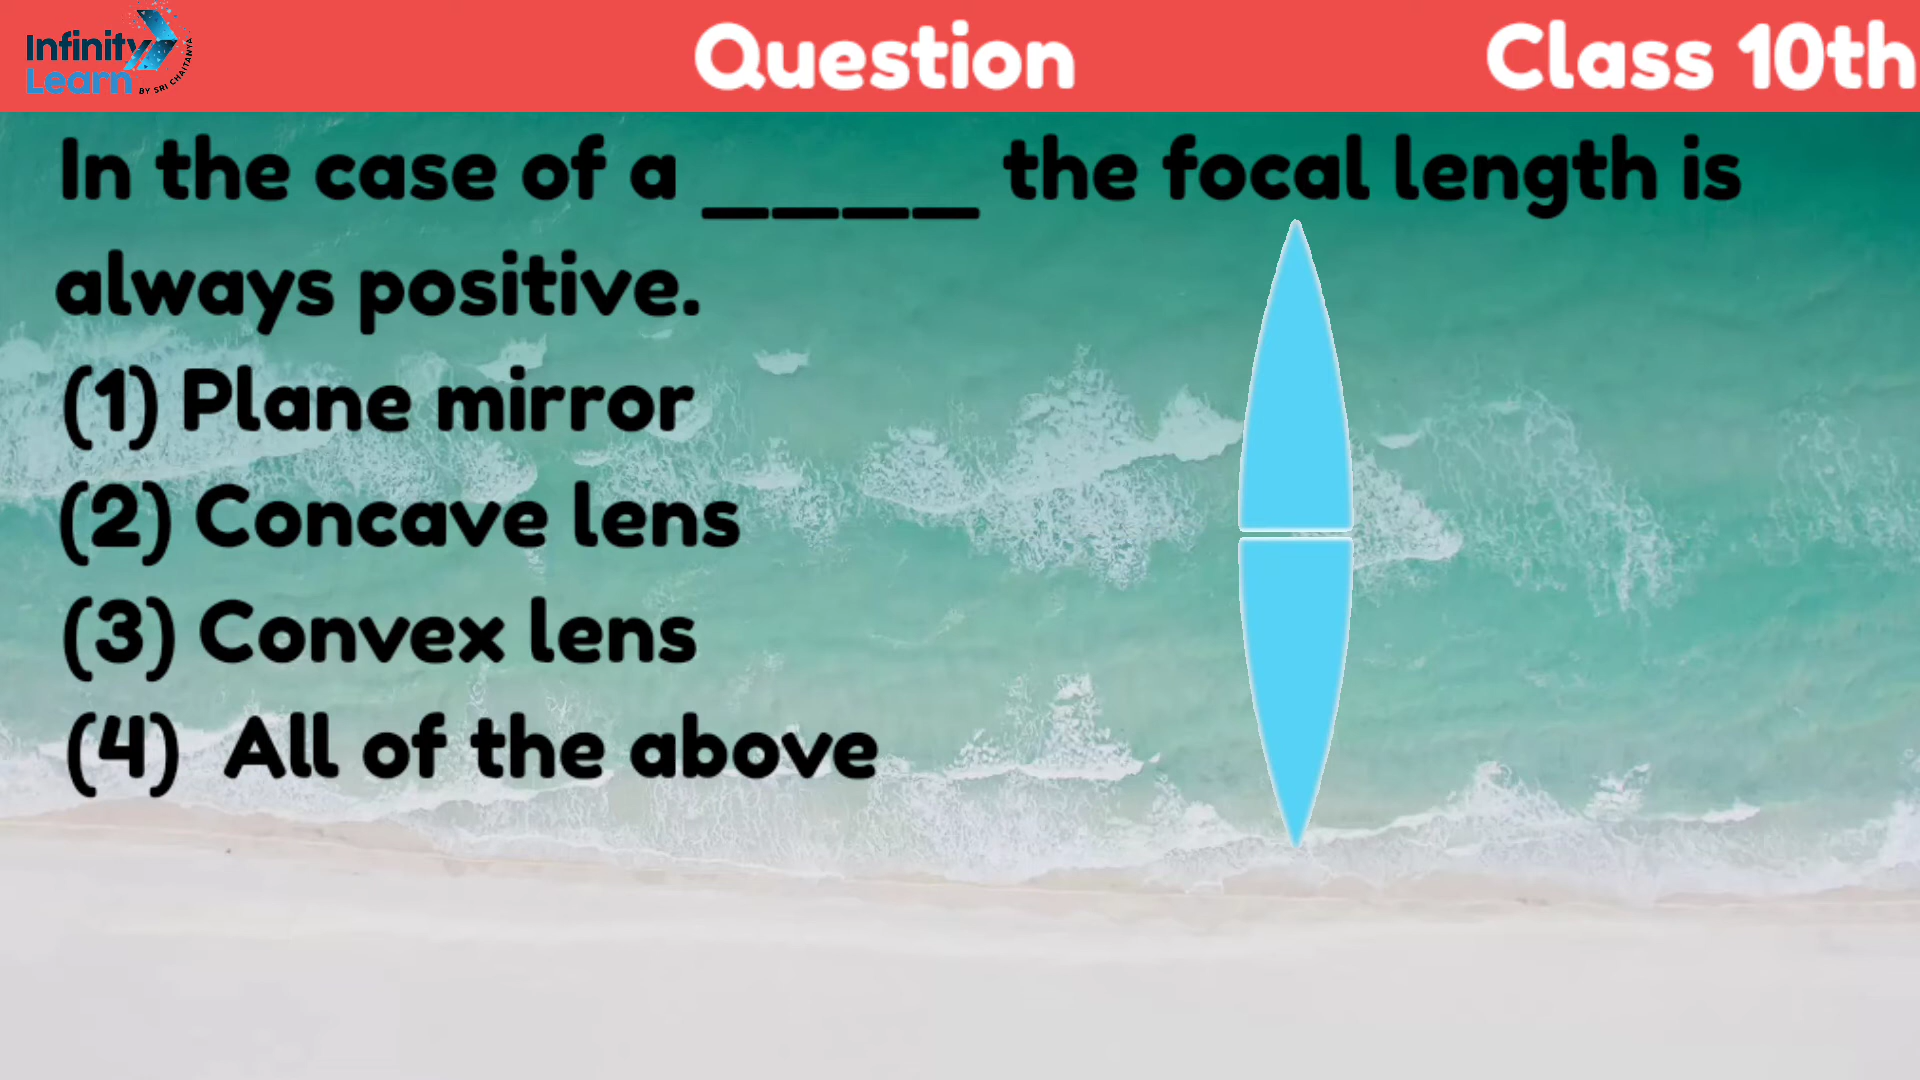 Infinity
Learn
BY SRI CHAITANYA
Question
Class 10th
In the case of a ____ the focal length is
always positive.
(1) Plane mirror
(2) Concave lens
(3) Convex lens
(4) All of the above